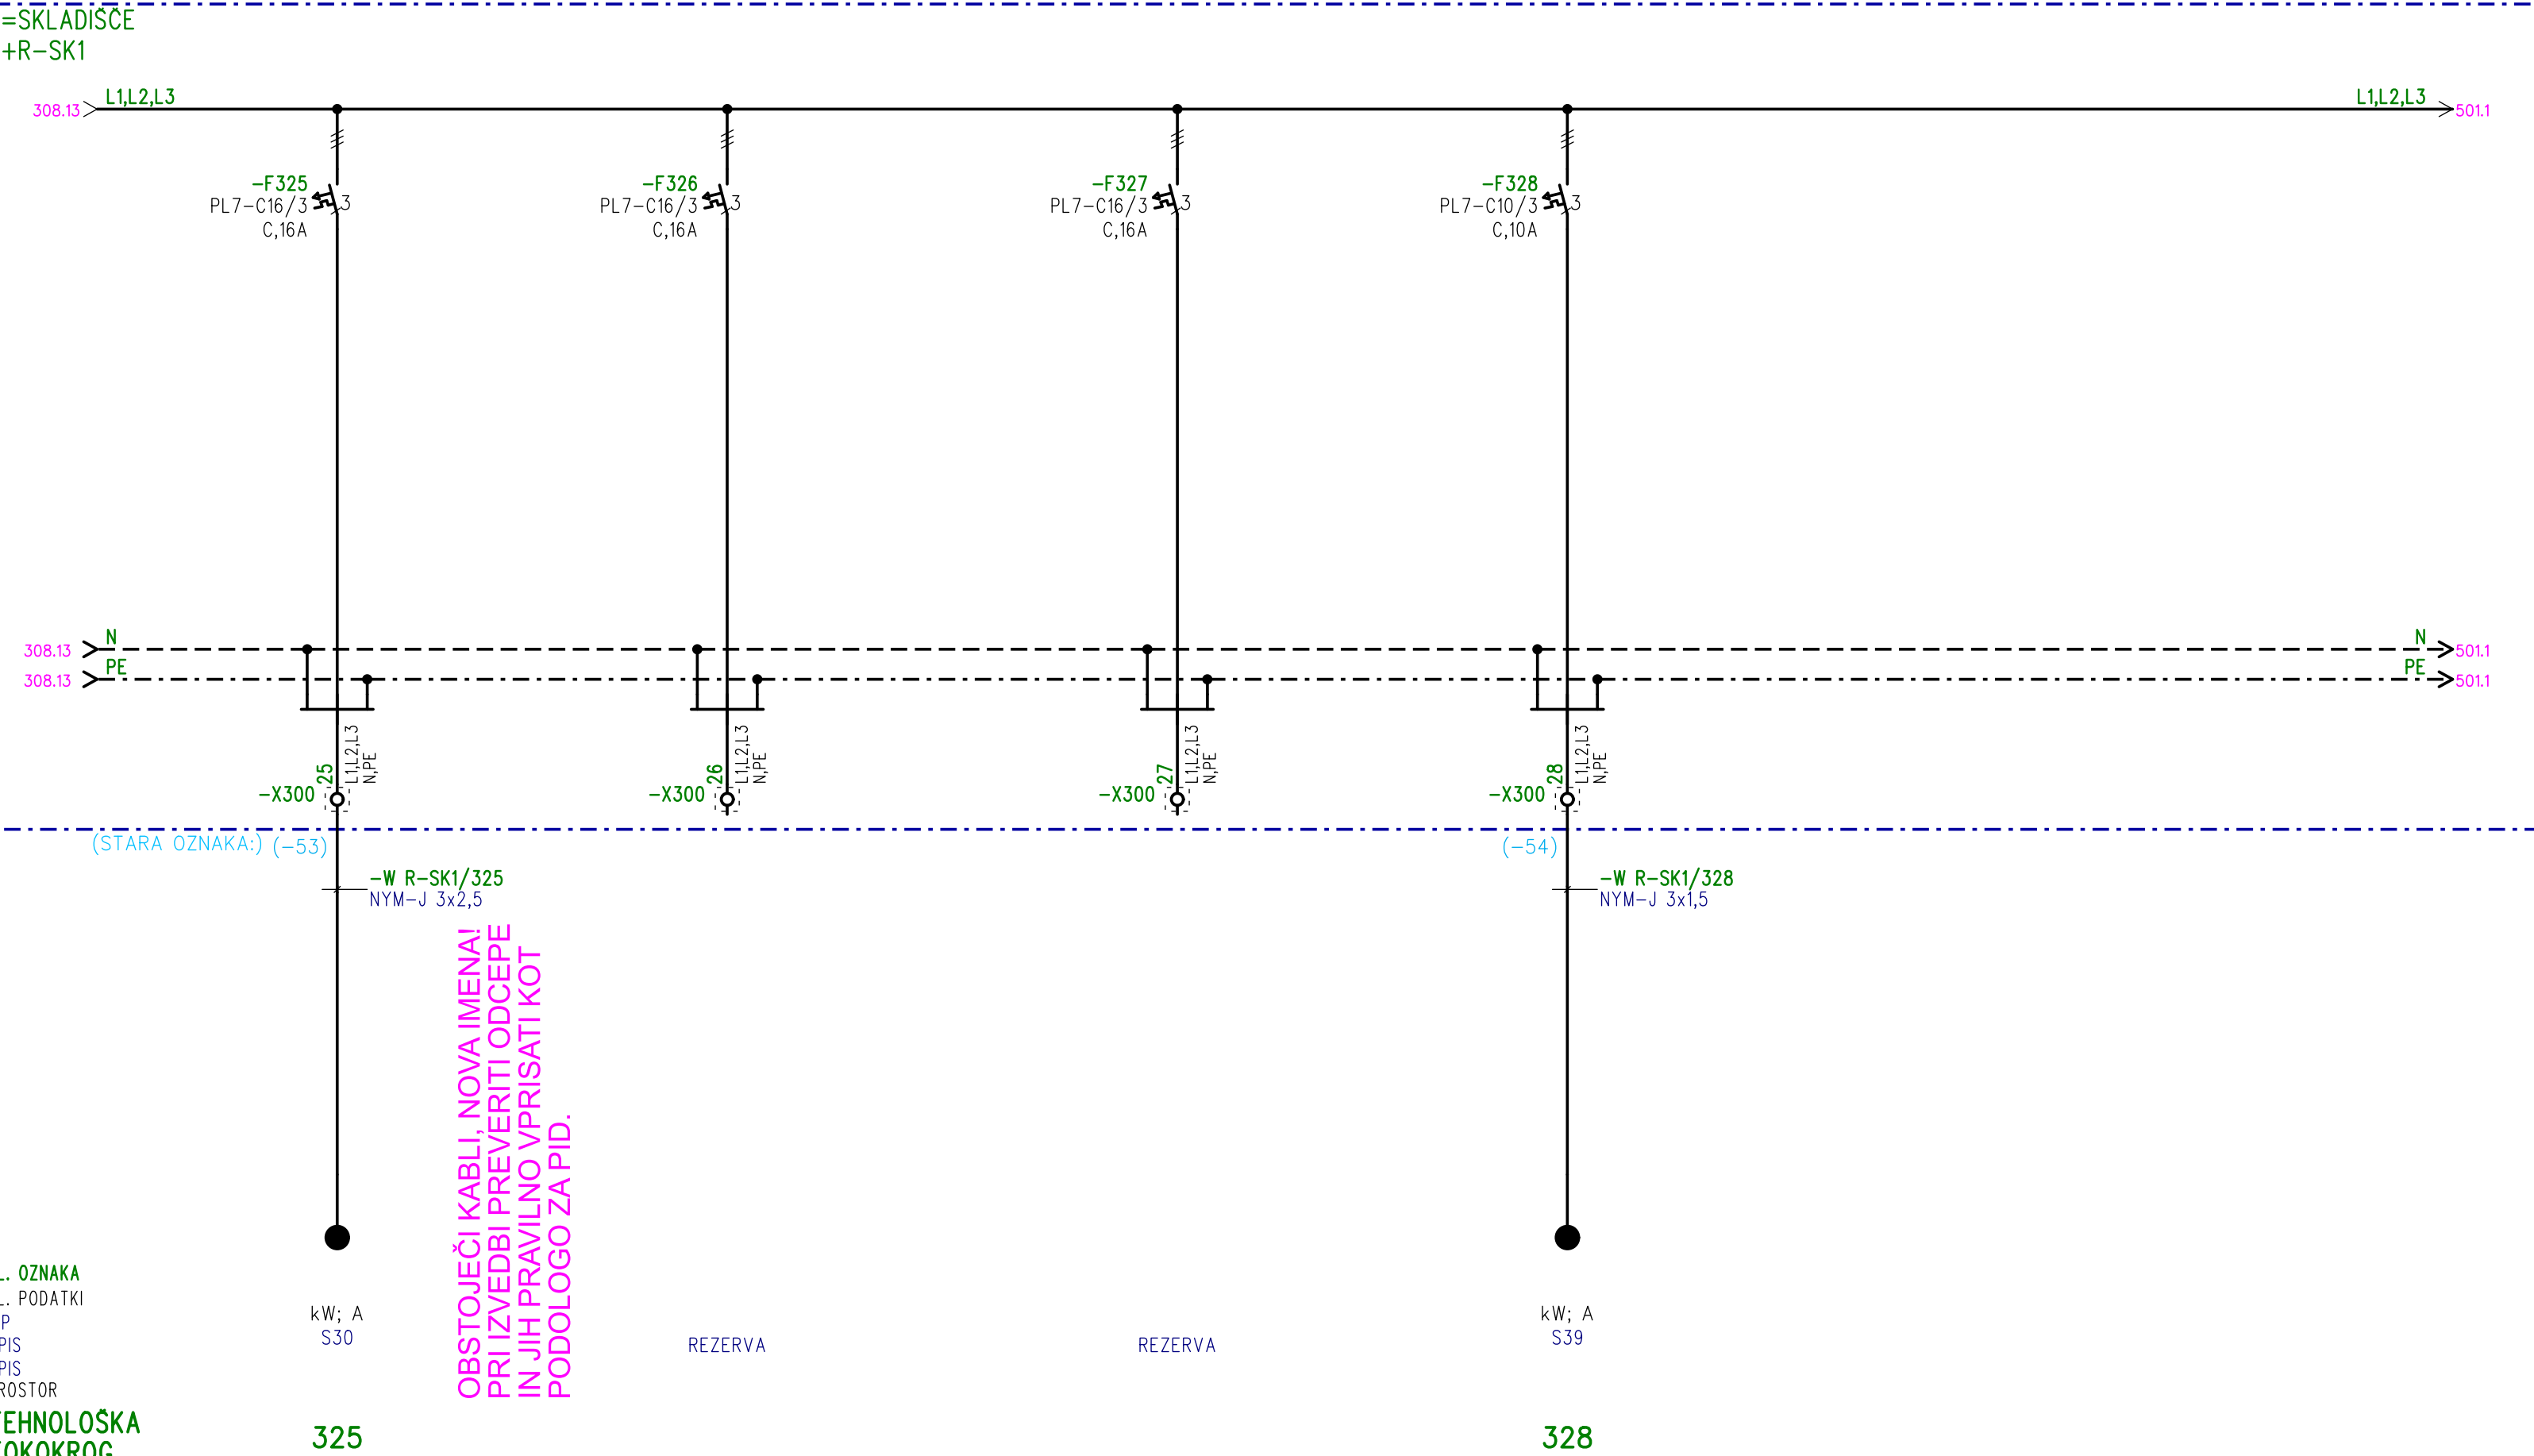 =SKLADIŠČE
+R-SK1
308.13
L1,L2,L3
L1,L2,L3
501.1
-F325
PL7-C16/3
C,16A
3
-F326
PL7-C16/3
C,16A
3
-F327
PL7-C16/3
C,16A
3
-F328
PL7-C10/3
C,10A
3
308.13
N
N
501.1
308.13
PE
PE
501.1
-X300
25
L1,L2,L3
N,PE
-X300
26
L1,L2,L3
N,PE
-X300
27
L1,L2,L3
N,PE
-X300
28
L1,L2,L3
N,PE
(STARA OZNAKA:) (-53)
(-54)
-W R-SK1/325
NYM-J 3x2,5
-W R-SK1/328
NYM-J 3x1,5
OBSTOJEČI KABLI, NOVA IMENA!
PRI IZVEDBI PREVERITI ODCEPE
IN JIH PRAVILNO VPRISATI KOT
PODOLOGO ZA PID.
L. OZNAKA
L. PODATKI
P
PIS
PIS
ROSTOR
kW; A
S30
REZERVA
REZERVA
kW; A
S39
TEHNOLOŠKA
TOKOKROG
325
328